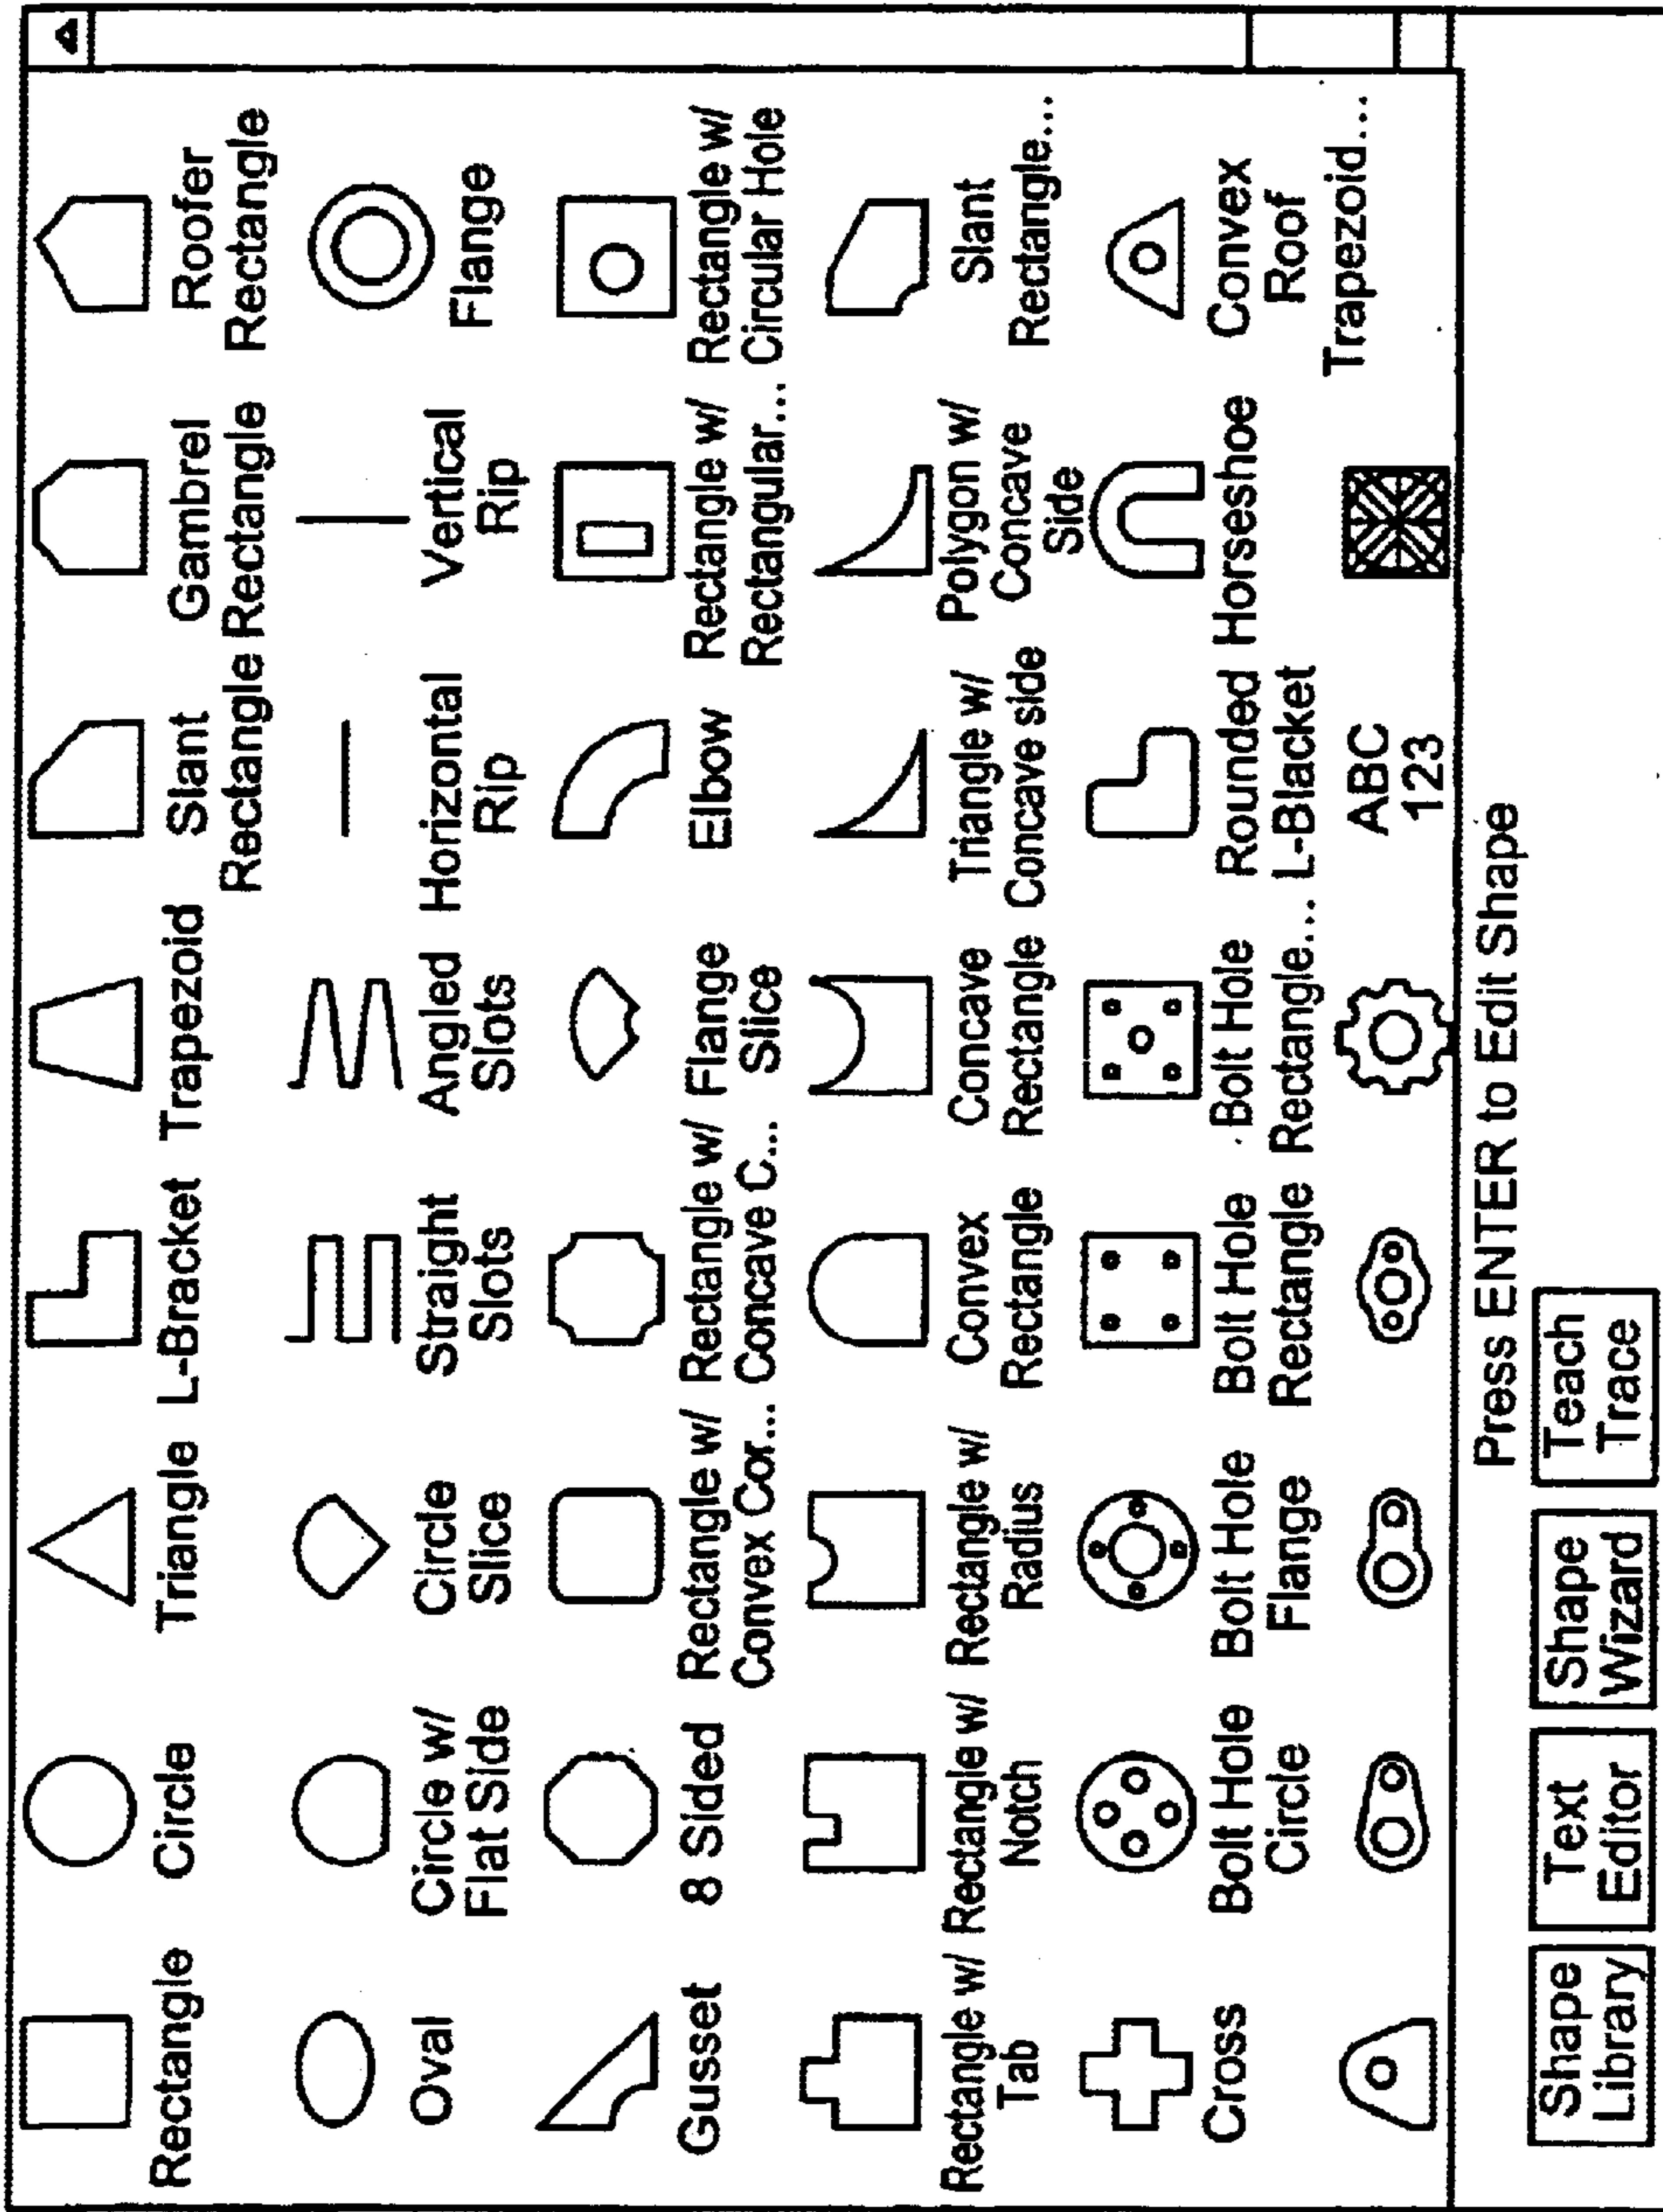 Rectangle
Circle
Triangle
L-Bracket
Trapezoid
Slant
Rectangle
Gambrel
Rectangle
Roofer
Rectangle
Oval
Circle w/
Flat Side
Circle
Slice
Straight
Slots
Angled
Slots
Horizontal
Rip
Vertical
Rip
Flange
Gusset
8 Sided
Rectangle w/
Convex Cor...
Rectangle w/
Concave C...
Flange
Slice
Elbow
Rectangle w/
Rectangular...
Rectangle w/
Circular Hole
Rectangle w/
Tab
Rectangle w/
Notch
Rectangle w/
Radius
Convex
Rectangle
Concave
Rectangle
Triangle w/
Concave side
Polygon w/
Concave
Side
Slant
Rectangle...
Cross
Bolt Hole
Circle
Bolt Hole
Flange
Bolt Hole
Rectangle
Bolt Hole
Rectangle...
Rounded
L-Blacket
Horseshoe
Convex
Roof
Trapezoid...
ABC
123
Press ENTER to Edit Shape
Shape
Library
Text
Editor
Shape
Wizard
Teach
Trace